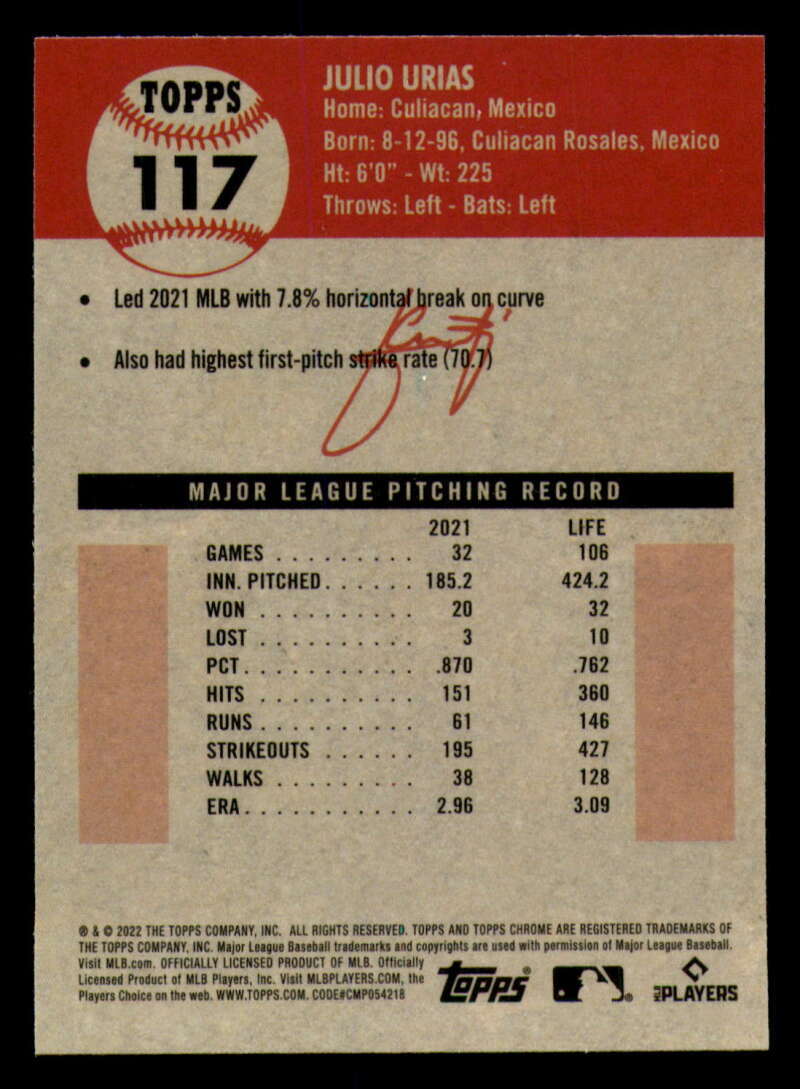 TOPPS
117
JULIO URIAS
Home: Culiacan, Mexico
Born: 8-12-96, Culiacan Rosales, Mexico
Ht: 6'0" - Wt: 225
Throws: Left - Bats: Left
• Led 2021 MLB with 7.8% horizontal break on curve
• Also had highest first-pitch strike rate (70.7)
MAJOR LEAGUE PITCHING RECORD
2021 LIFE
GAMES . . . . . . . . . . 32 106
INN. PITCHED . . . . . . 185.2 424.2
WON . . . . . . . . . . . 20 32
LOST . . . . . . . . . . . 3 10
PCT . . . . . . . . . . . . .870 .762
HITS . . . . . . . . . . . 151 360
RUNS . . . . . . . . . . . 61 146
STRIKEOUTS . . . . . . 195 427
WALKS . . . . . . . . . . 38 128
ERA . . . . . . . . . . . . 2.96 3.09
® & © 2022 THE TOPPS COMPANY, INC. ALL RIGHTS RESERVED. TOPPS AND TOPPS CHROME ARE REGISTERED TRADEMARKS OF
THE TOPPS COMPANY, INC. Major League Baseball trademarks and copyrights are used with permission of Major League Baseball.
Visit MLB.com. OFFICIALLY LICENSED PRODUCT OF MLB. Officially
Licensed Product of MLB Players, Inc. Visit MLBPLAYERS.COM, the
Players Choice on the web. WWW.TOPPS.COM. CODE#CMP054218
topps®
MLB PLAYERS